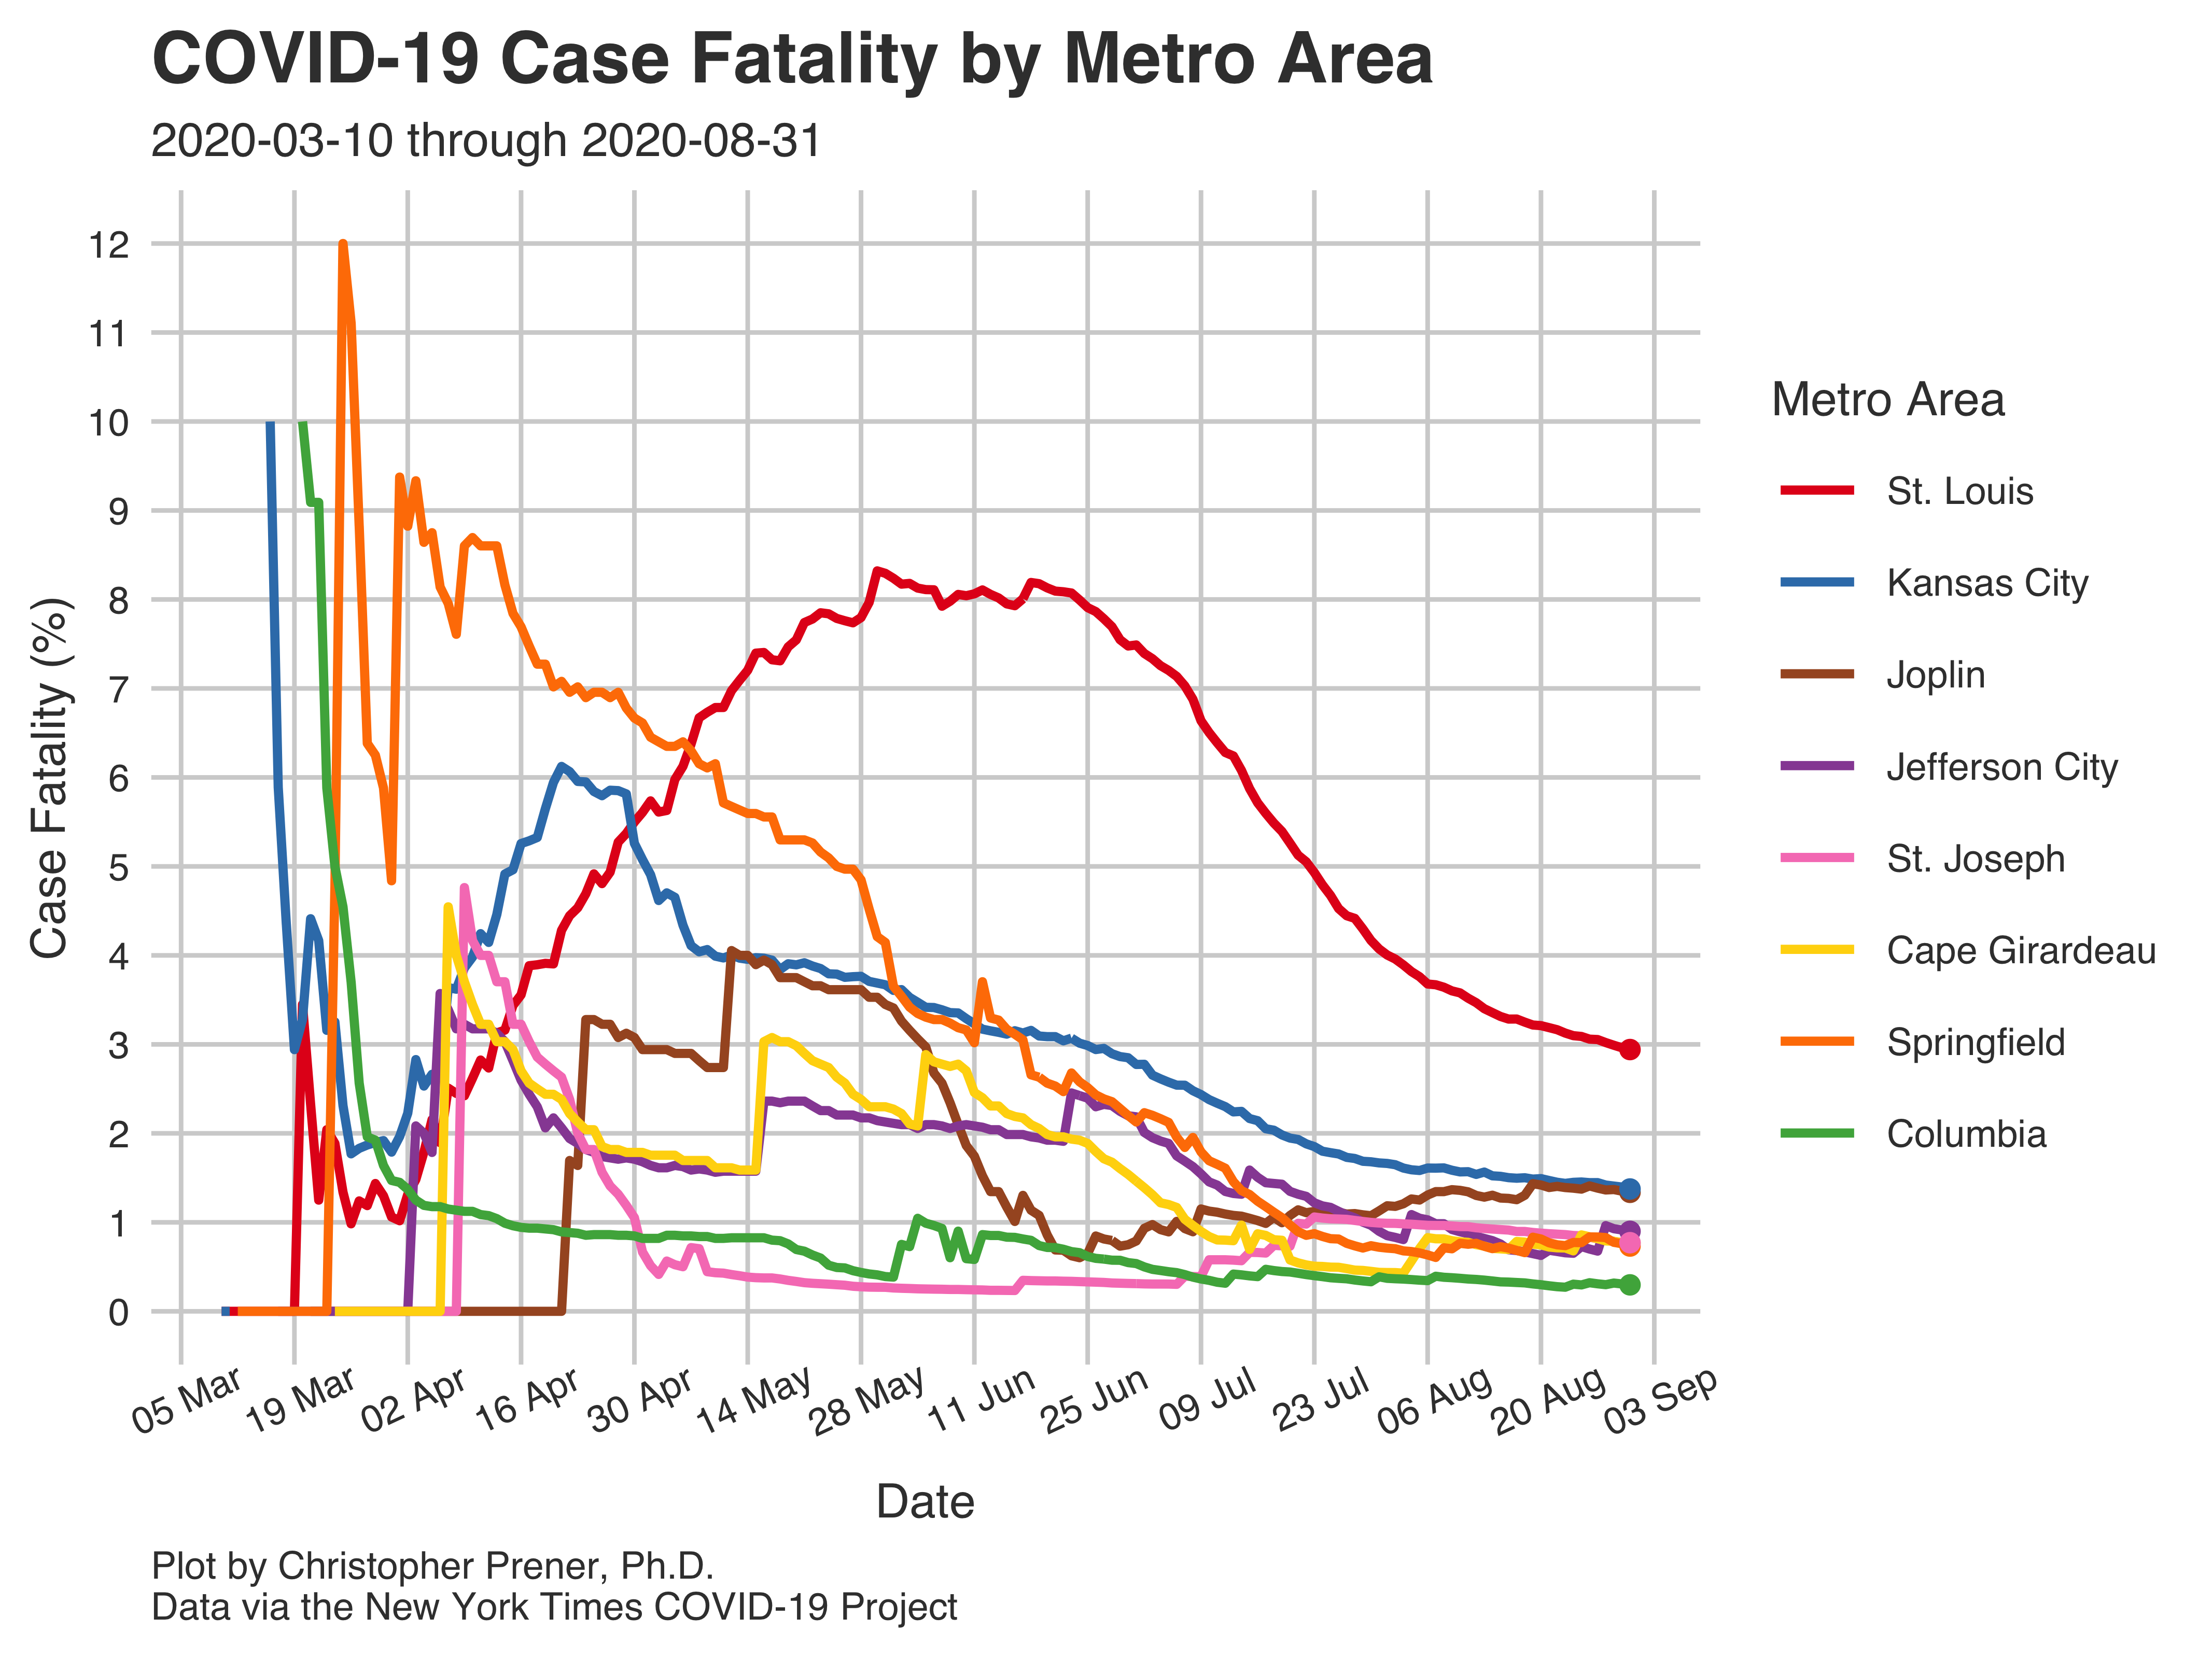 COVID-19 Case Fatality by Metro Area
2020-03-10 through 2020-08-31
Case Fatality (%)
12
11
10
9
8
7
6
5
4
3
2
1
0
05 Mar
19 Mar
02 Apr
16 Apr
30 Apr
14 May
28 May
11 Jun
25 Jun
09 Jul
23 Jul
06 Aug
20 Aug
03 Sep
Date
Metro Area
St. Louis
Kansas City
Joplin
Jefferson City
St. Joseph
Cape Girardeau
Springfield
Columbia
Plot by Christopher Prener, Ph.D.
Data via the New York Times COVID-19 Project